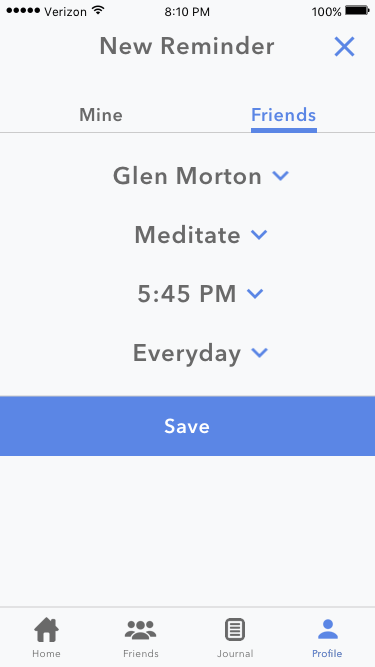 Verizon 8:10 PM 100%
New Reminder
Mine Friends
Glen Morton
Meditate
5:45 PM
Everyday
Save
Home Friends Journal Profile